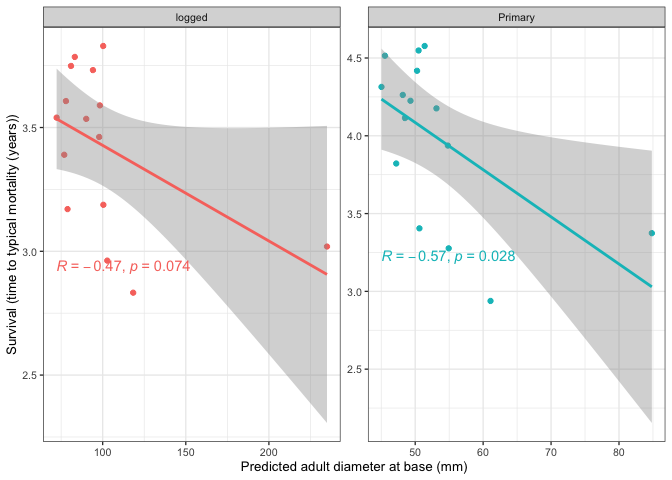 logged
Primary
Survival (time to typical mortality (years))
3.5
3.0
2.5
R = −0.47, p = 0.074
100
150
200
4.5
4.0
3.5
3.0
2.5
R = −0.57, p = 0.028
50
60
70
80
Predicted adult diameter at base (mm)